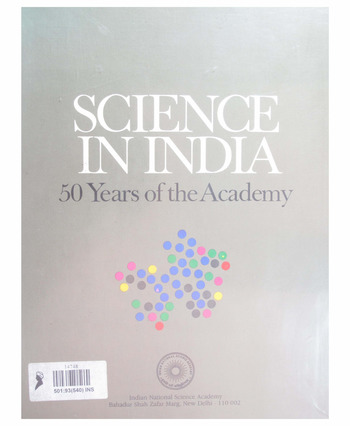 SCIENCE
IN INDIA
50 Years of the Academy
14788
501:93(540) INS
Indian National Science Academy
Bahadur Shah Zafar Marg, New Delhi - 110 002